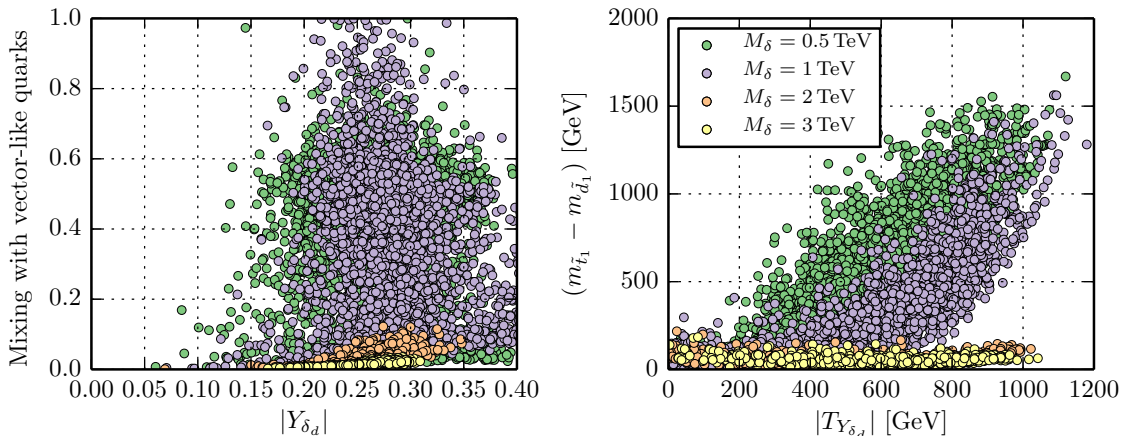 Mixing with vector-like quarks
1.0
0.8
0.6
0.4
0.2
0.0
0.00 0.05 0.10 0.15 0.20 0.25 0.30 0.35 0.40
|Y_{δ_d}|
(m_{\tilde{t}_1} − m_{\tilde{d}_1}) [GeV]
2000
1500
1000
500
0
M_δ = 0.5 TeV
M_δ = 1 TeV
M_δ = 2 TeV
M_δ = 3 TeV
0 200 400 600 800 1000 1200
|T_{Y_{δ_d}}| [GeV]